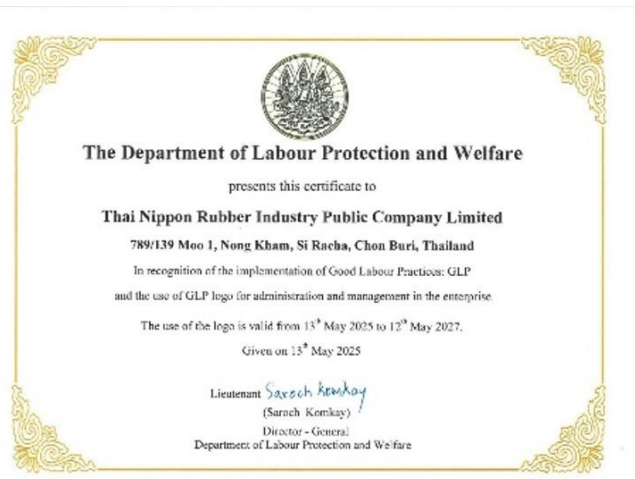 The Department of Labour Protection and Welfare
presents this certificate to
Thai Nippon Rubber Industry Public Company Limited
789/139 Moo 1, Nong Kham, Si Racha, Chon Buri, Thailand
In recognition of the implementation of Good Labour Practices: GLP
and the use of GLP logo for administration and management in the enterprise.
The use of the logo is valid from 13th May 2025 to 12th May 2027.
Given on 13th May 2025
Lieutenant Saroch Komkay
(Saroch Komkay)
Director - General
Department of Labour Protection and Welfare